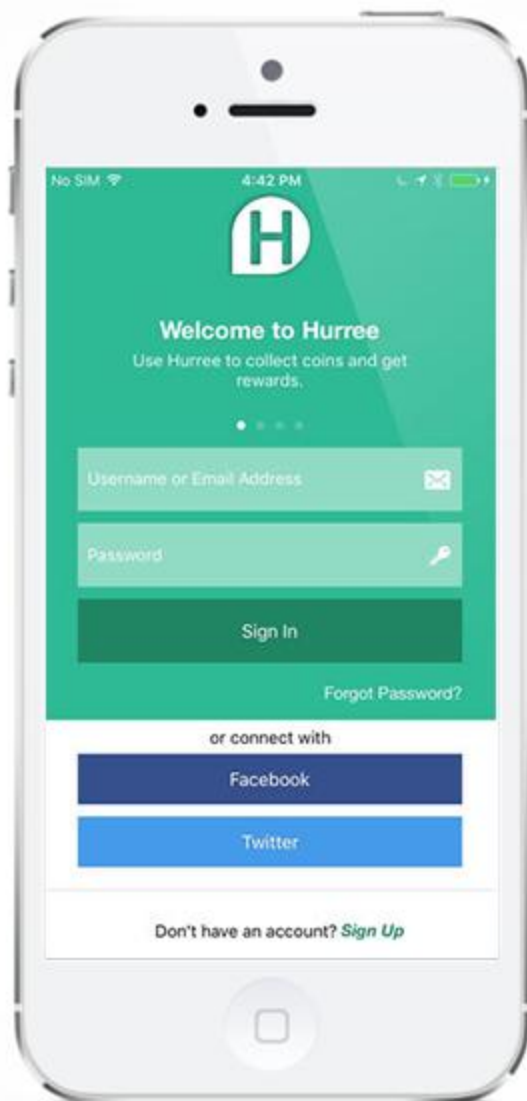 No SIM 4:42 PM
H
Welcome to Hurree
Use Hurree to collect coins and get
rewards.
Username or Email Address
Password
Sign In
Forgot Password?
or connect with
Facebook
Twitter
Don't have an account? Sign Up